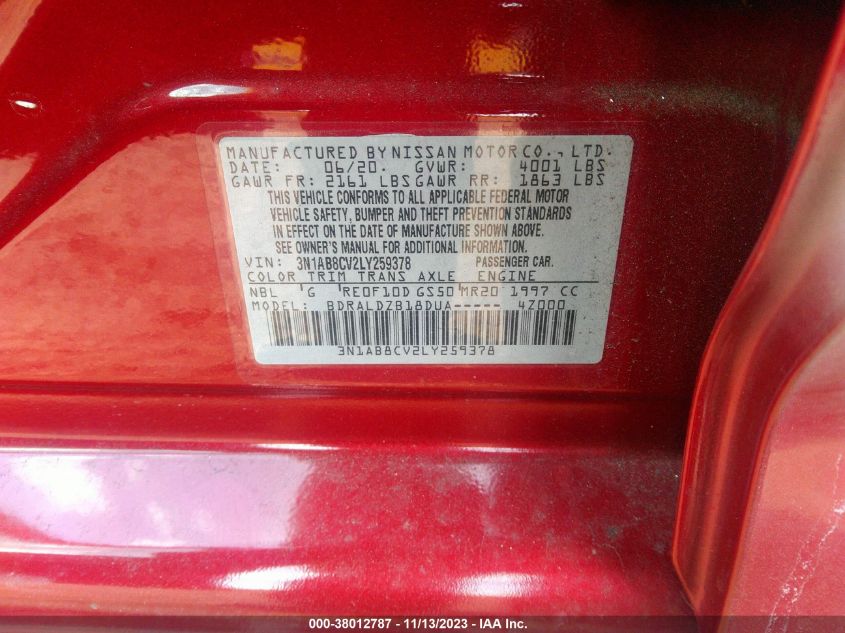 MANUFACTURED BY NISSAN MOTOR CO., LTD.
DATE: 06/20. GVWR: 4001 LBS
GAWR FR: 2161 LBS GAWR RR: 1863 LBS
THIS VEHICLE CONFORMS TO ALL APPLICABLE FEDERAL MOTOR
VEHICLE SAFETY, BUMPER AND THEFT PREVENTION STANDARDS
IN EFFECT ON THE DATE OF MANUFACTURE SHOWN ABOVE.
SEE OWNER'S MANUAL FOR ADDITIONAL INFORMATION.
VIN: 3N1AB8CV2LY259378 PASSENGER CAR.
COLOR TRIM TRANS AXLE ENGINE
NBL G RE0F10D GS50 MR20 1997 CC
MODEL: BDRALDZB18DUA----- 4Z000
3N1AB8CV2LY259378
000-38012787 - 11/13/2023 - IAA Inc.